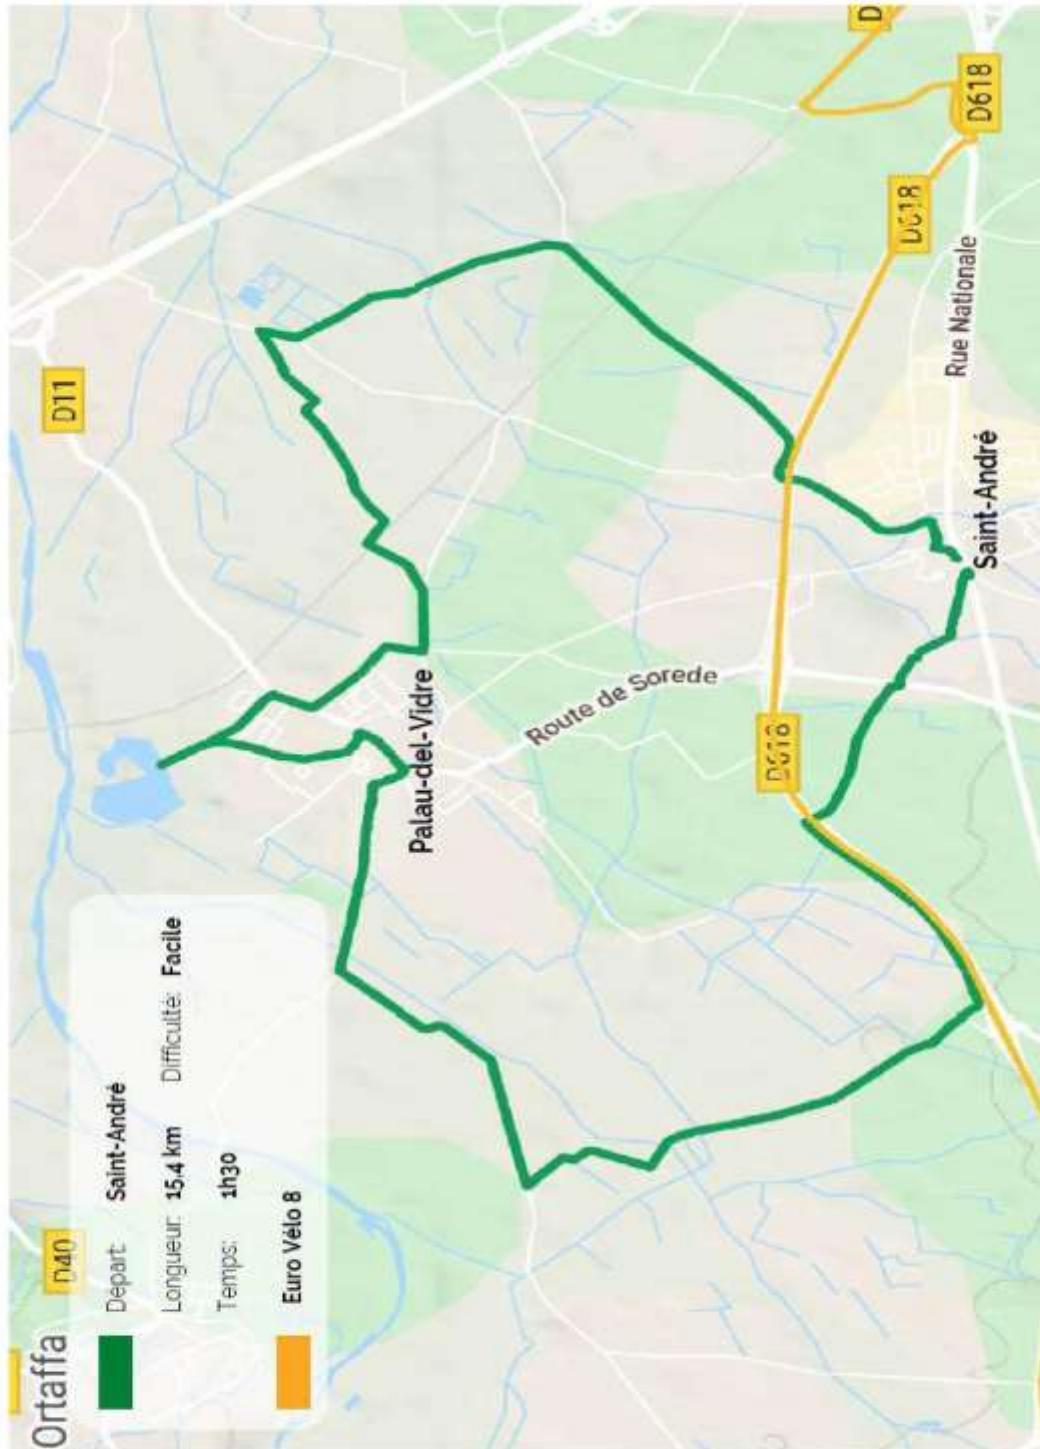 Ortaffa
D40
Départ: Saint-André
Longueur: 15,4 km Difficulté: Facile
Temps: 1h30
Euro Vélo 8
D11
Palau-del-Vidre
Route de Sorede
D618
D618
D618
D
Rue Nationale
Saint-André